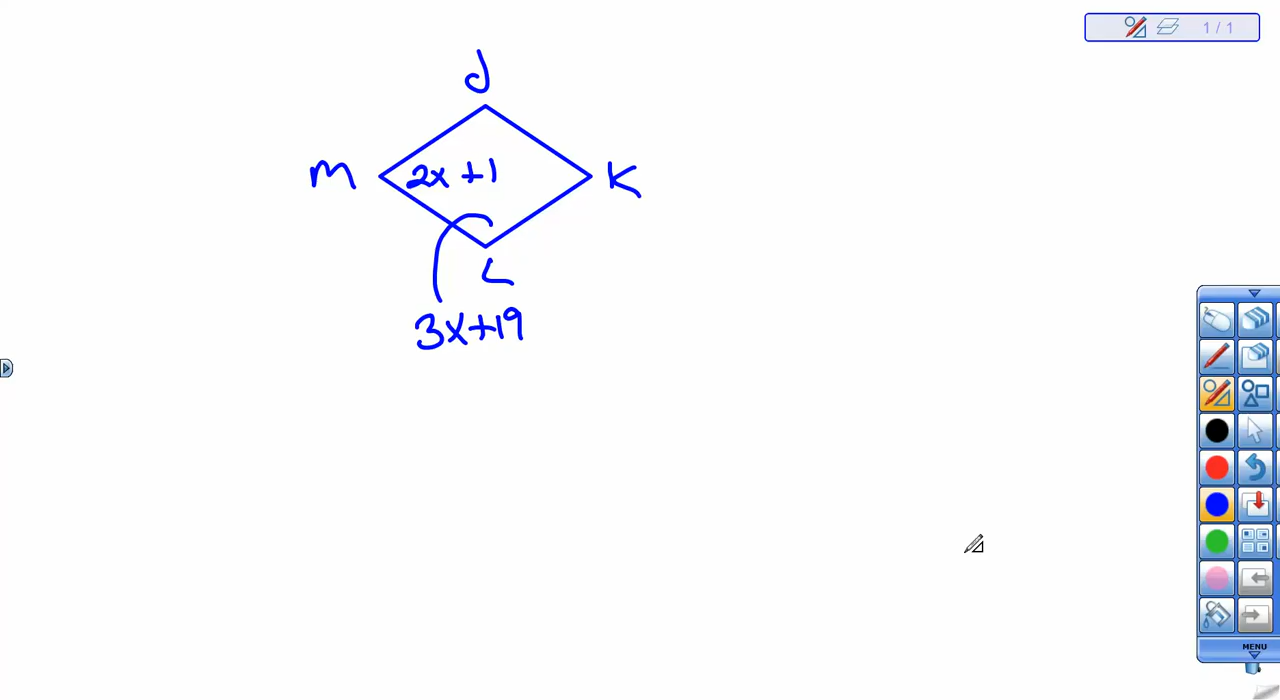 1 / 1
J
M
2x + 1
K
L
3x+19
MENU